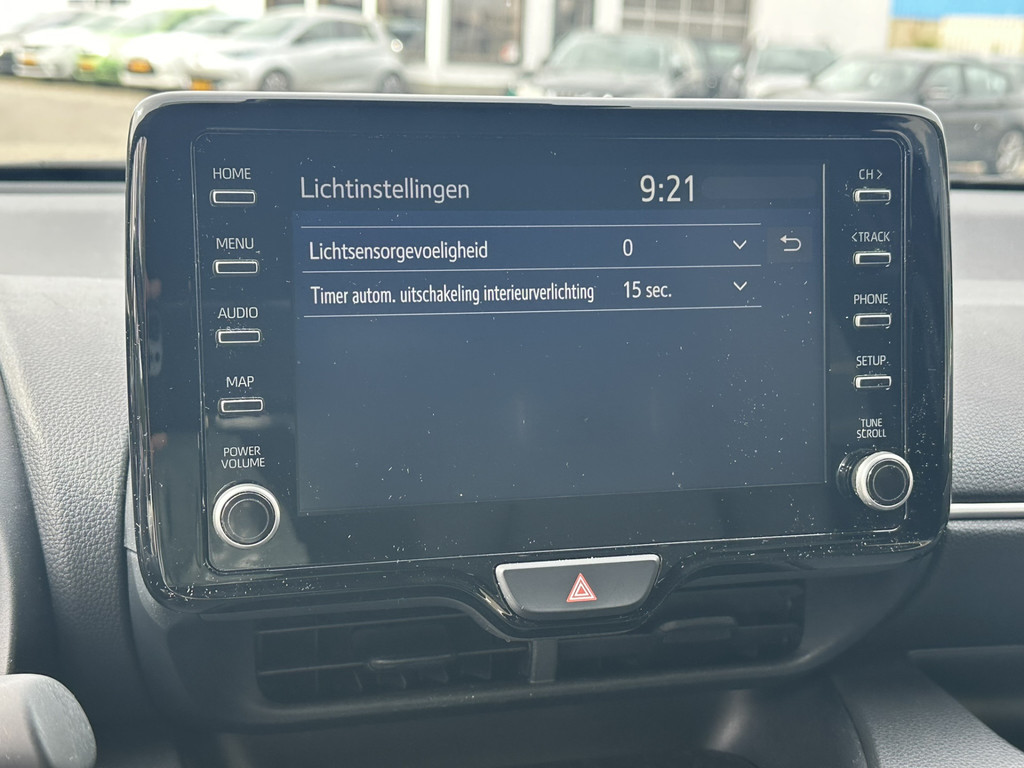 HOME
MENU
AUDIO
MAP
POWER
VOLUME
Lichtinstellingen 9:21
Lichtsensorgevoeligheid 0
Timer autom. uitschakeling interieurverlichting 15 sec.
CH >
< TRACK
PHONE
SETUP
TUNE
SCROLL